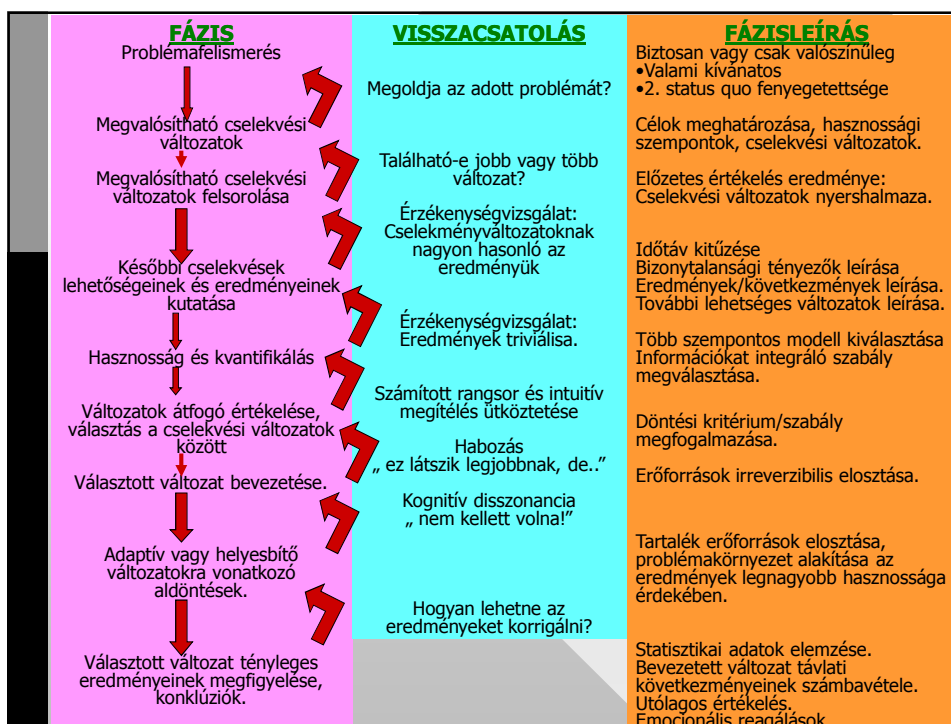 FÁZIS
Problémafelismerés
Megvalósítható cselekvési
változatok
Megvalósítható cselekvési
változatok felsorolása
Későbbi cselekvések
lehetőségeinek és eredményeinek
kutatása
Hasznosság és kvantifikálás
Változatok átfogó értékelése,
választás a cselekvési változatok
között
Választott változat bevezetése.
Adaptív vagy helyesbítő
változatokra vonatkozó
aldöntések.
Választott változat tényleges
eredményeinek megfigyelése,
konklúziók.
VISSZACSATOLÁS
Megoldja az adott problémát?
Található-e jobb vagy több
változat?
Érzékenységvizsgálat:
Cselekményváltozatoknak
nagyon hasonló az
eredményük
Érzékenységvizsgálat:
Eredmények triviálisa.
Számított rangsor és intuitív
megítélés ütköztetése
Habozás
„ ez látszik legjobbnak, de..”
Kognitív disszonancia
„ nem kellett volna!”
Hogyan lehetne az
eredményeket korrigálni?
FÁZISLEÍRÁS
Biztosan vagy csak valószínűleg
•Valami kívánatos
•2. status quo fenyegetettsége
Célok meghatározása, hasznossági
szempontok, cselekvési változatok.
Előzetes értékelés eredménye:
Cselekvési változatok nyershalmaza.
Időtáv kitűzése
Bizonytalansági tényezők leírása
Eredmények/következmények leírása.
További lehetséges változatok leírása.
Több szempontos modell kiválasztása
Információkat integráló szabály
megválasztása.
Döntési kritérium/szabály
megfogalmazása.
Erőforrások irreverzibilis elosztása.
Tartalék erőforrások elosztása,
problémakörnyezet alakítása az
eredmények legnagyobb hasznossága
érdekében.
Statisztikai adatok elemzése.
Bevezetett változat távlati
következményeinek számbavétele.
Utólagos értékelés.
Emocionális reagálások